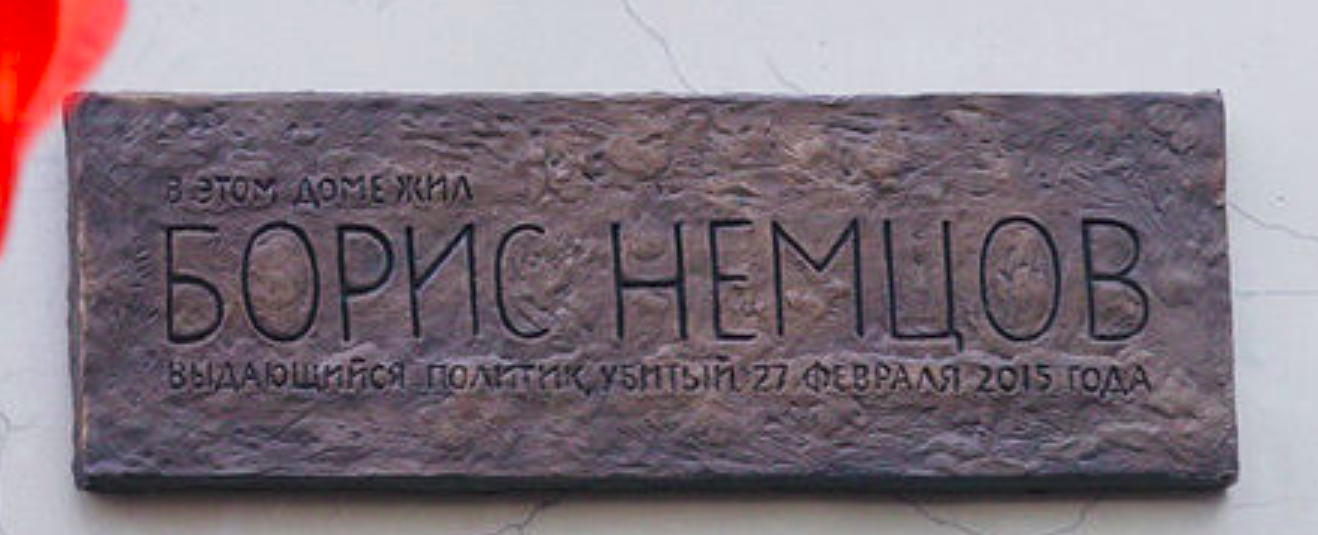 В ЭТОМ ДОМЕ ЖИЛ
БОРИС НЕМЦОВ
ВЫДАЮЩИЙСЯ ПОЛИТИК, УБИТЫЙ 27 ФЕВРАЛЯ 2015 ГОДА